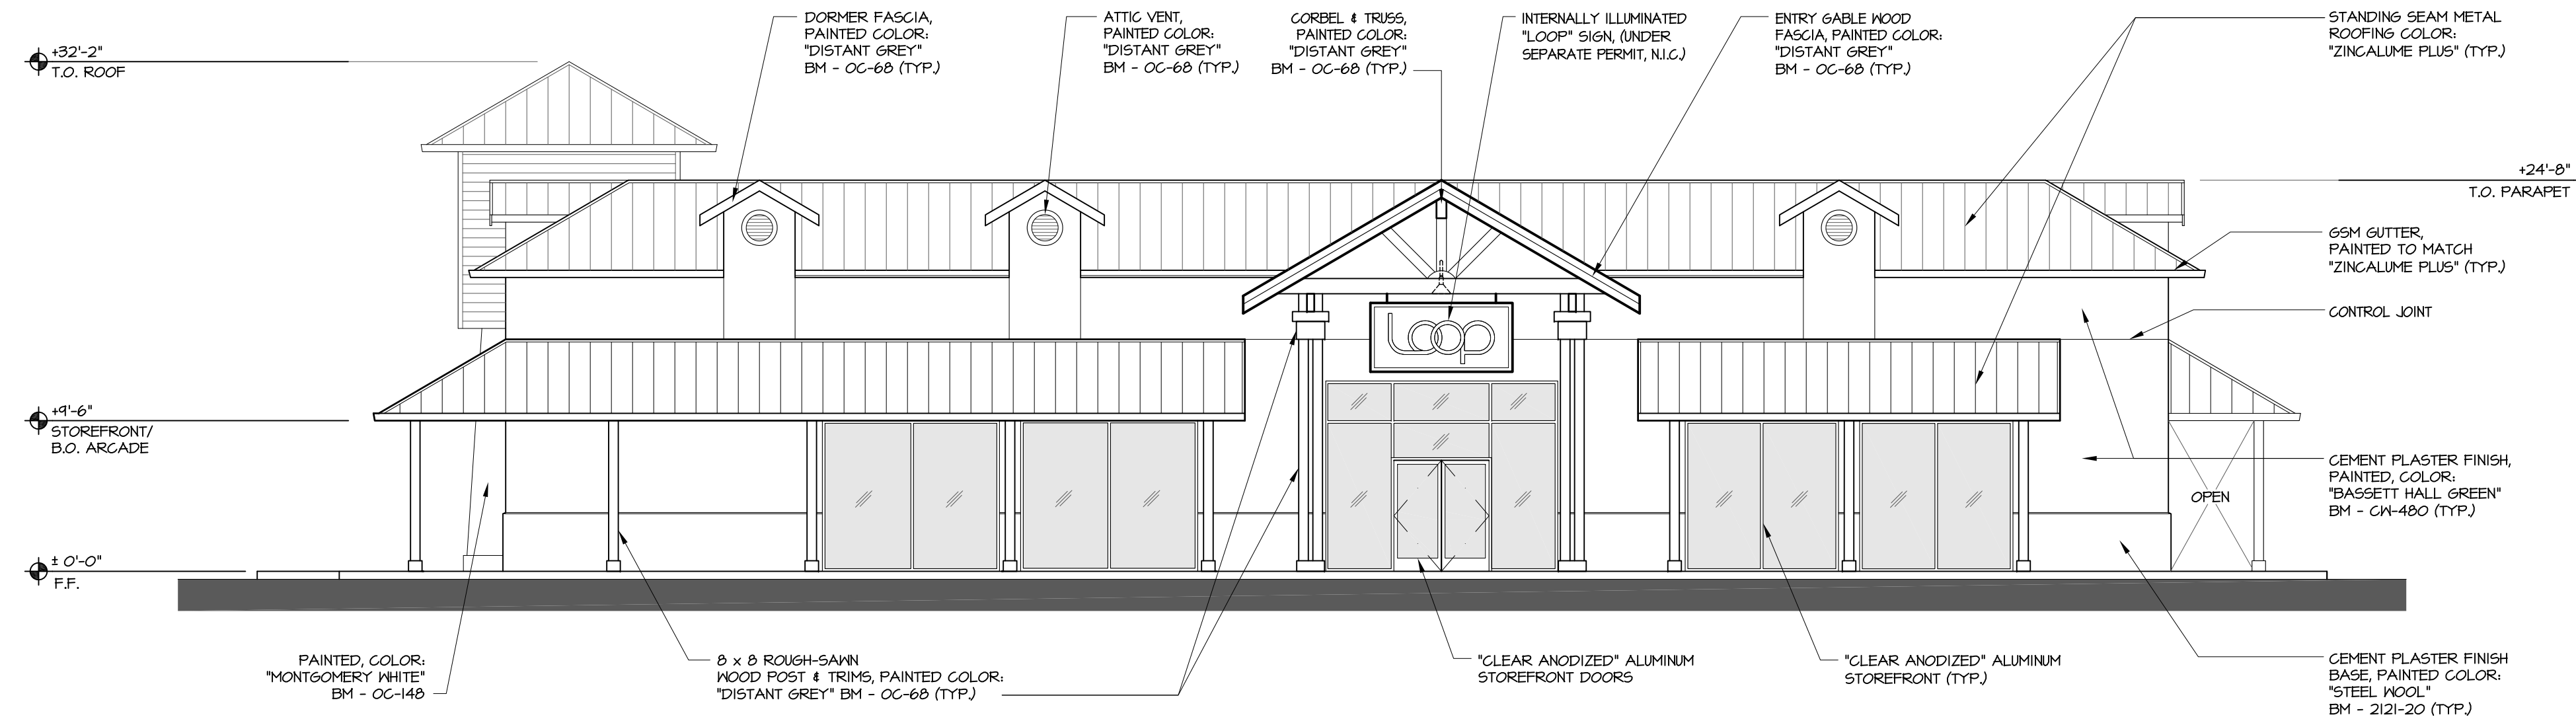 DORMER FASCIA,
PAINTED COLOR:
"DISTANT GREY"
BM - OC-68 (TYP.)
ATTIC VENT,
PAINTED COLOR:
"DISTANT GREY"
BM - OC-68 (TYP.)
CORBEL & TRUSS,
PAINTED COLOR:
"DISTANT GREY"
BM - OC-68 (TYP.)
INTERNALLY ILLUMINATED
"LOOP" SIGN, (UNDER
SEPARATE PERMIT, N.I.C.)
ENTRY GABLE WOOD
FASCIA, PAINTED COLOR:
"DISTANT GREY"
BM - OC-68 (TYP.)
STANDING SEAM METAL
ROOFING COLOR:
"ZINCALUME PLUS" (TYP.)
+32'-2"
T.O. ROOF
+24'-8"
T.O. PARAPET
GSM GUTTER,
PAINTED TO MATCH
"ZINCALUME PLUS" (TYP.)
CONTROL JOINT
Loop
+9'-6"
STOREFRONT/
B.O. ARCADE
CEMENT PLASTER FINISH,
PAINTED, COLOR:
"BASSETT HALL GREEN"
BM - CW-480 (TYP.)
OPEN
± 0'-0"
F.F.
PAINTED, COLOR:
"MONTGOMERY WHITE"
BM - OC-148
8 x 8 ROUGH-SAWN
WOOD POST & TRIMS, PAINTED COLOR:
"DISTANT GREY" BM - OC-68 (TYP.)
"CLEAR ANODIZED" ALUMINUM
STOREFRONT DOORS
"CLEAR ANODIZED" ALUMINUM
STOREFRONT (TYP.)
CEMENT PLASTER FINISH
BASE, PAINTED COLOR:
"STEEL WOOL"
BM - 2121-20 (TYP.)